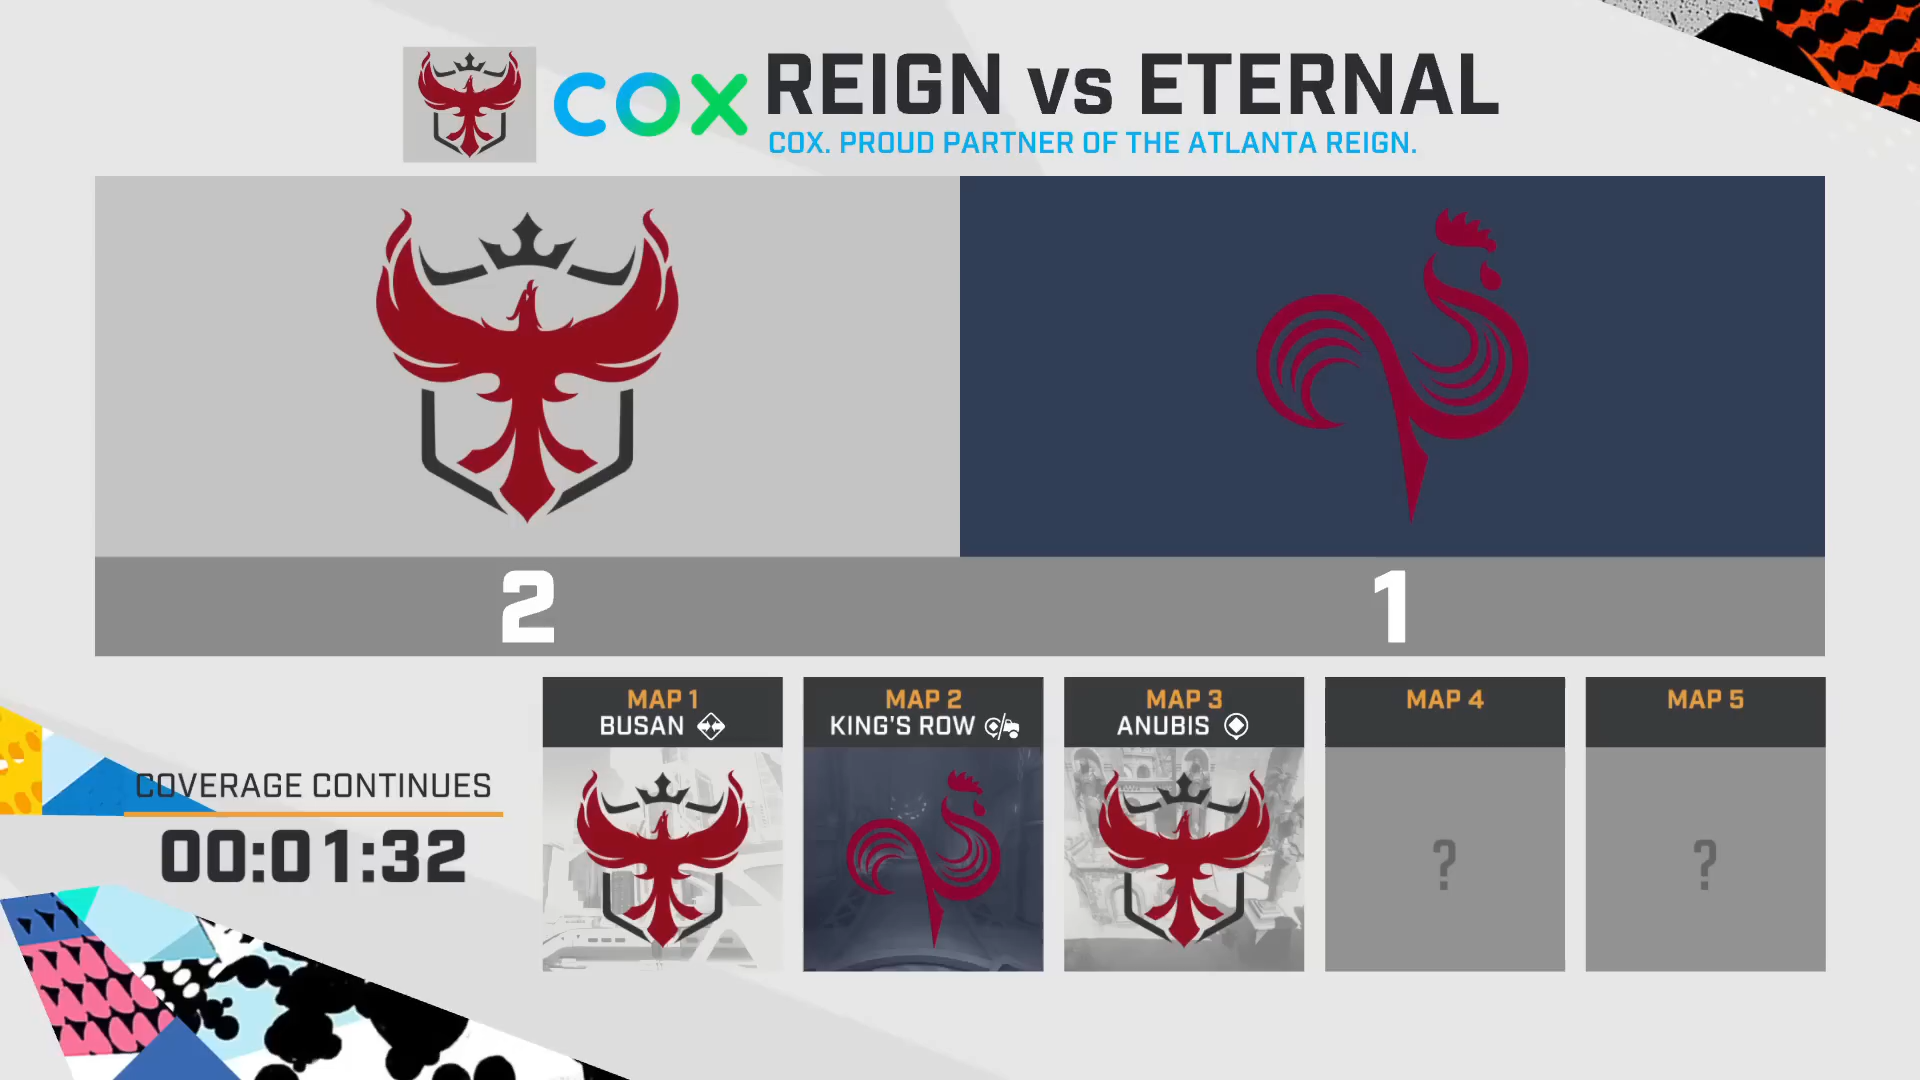 COX
REIGN vs ETERNAL
COX. PROUD PARTNER OF THE ATLANTA REIGN.
2
1
MAP 1
BUSAN
MAP 2
KING'S ROW
MAP 3
ANUBIS
MAP 4
?
MAP 5
?
COVERAGE CONTINUES
00:01:32